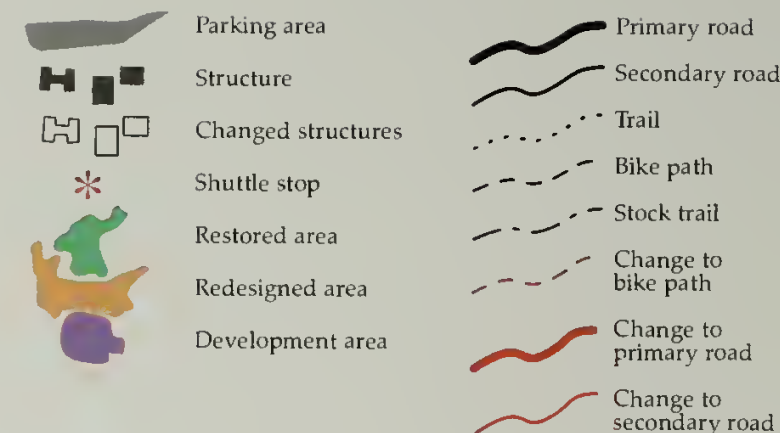 Parking area
Structure
Changed structures
Shuttle stop
Restored area
Redesigned area
Development area
Primary road
Secondary road
Trail
Bike path
Stock trail
Change to
bike path
Change to
primary road
Change to
secondary road